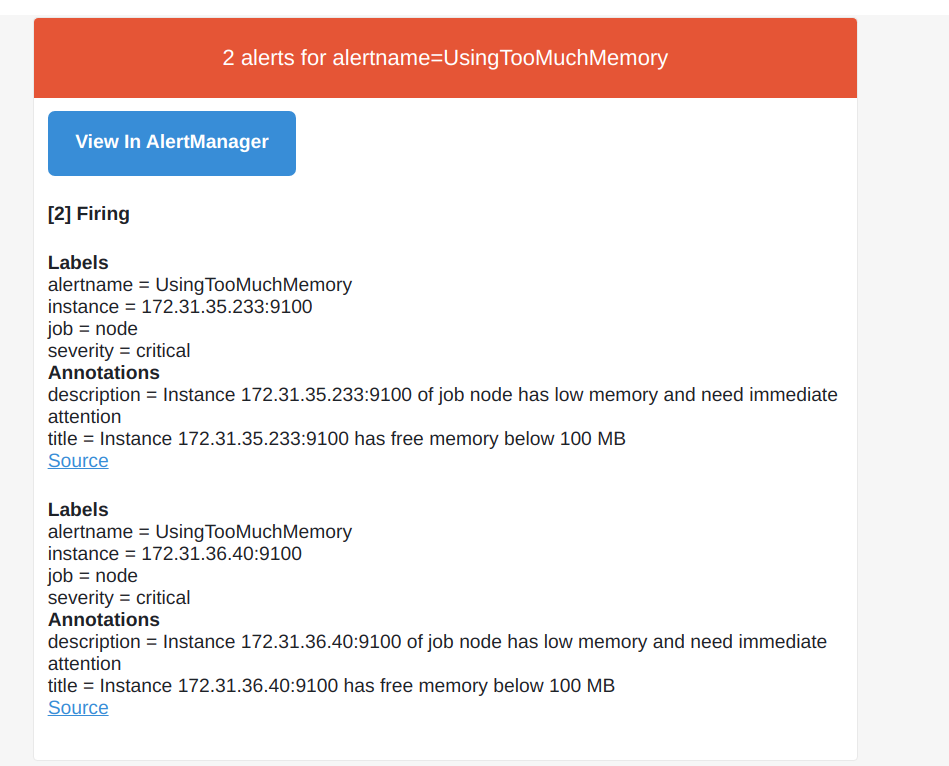 2 alerts for alertname=UsingTooMuchMemory
View In AlertManager
[2] Firing
Labels
alertname = UsingTooMuchMemory
instance = 172.31.35.233:9100
job = node
severity = critical
Annotations
description = Instance 172.31.35.233:9100 of job node has low memory and need immediate
attention
title = Instance 172.31.35.233:9100 has free memory below 100 MB
Source
Labels
alertname = UsingTooMuchMemory
instance = 172.31.36.40:9100
job = node
severity = critical
Annotations
description = Instance 172.31.36.40:9100 of job node has low memory and need immediate
attention
title = Instance 172.31.36.40:9100 has free memory below 100 MB
Source